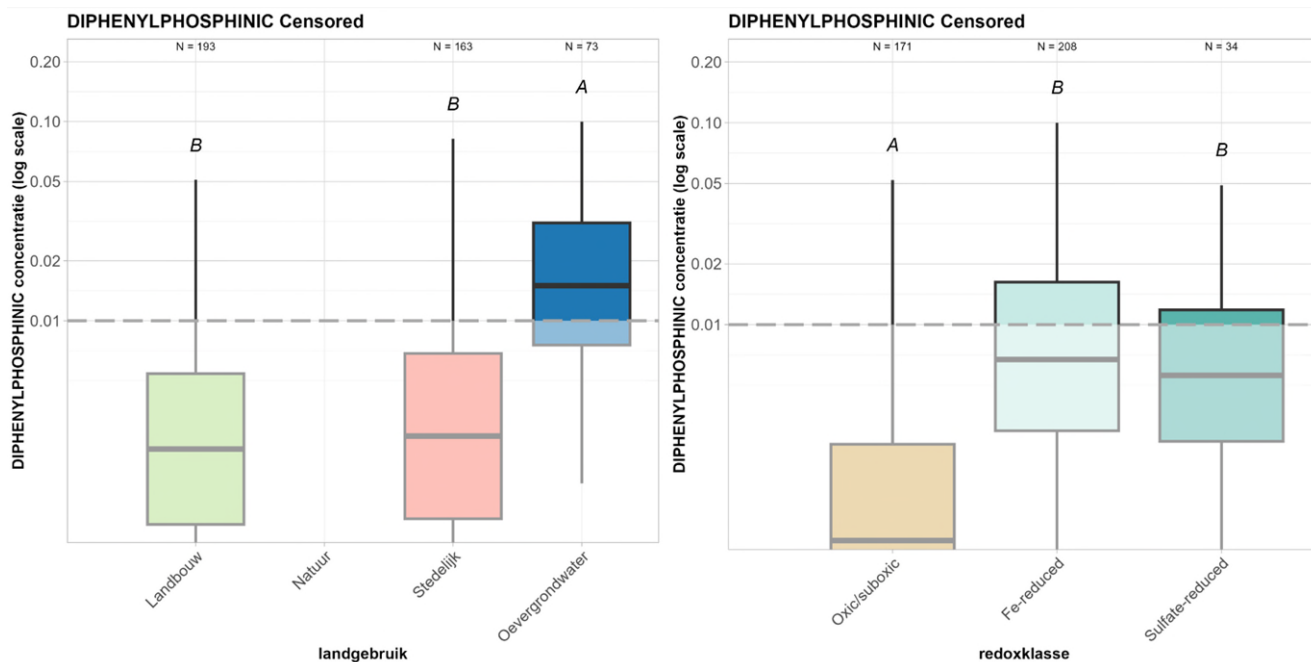 DIPHENYLPHOSPHINIC Censored
N = 193
N = 163
N = 73
0.20
0.10
0.05
0.02
0.01
B
B
A
DIPHENYLPHOSPHINIC concentratie (log scale)
Landbouw
Natuur
Stedelijk
Oevergrondwater
landgebruik
DIPHENYLPHOSPHINIC Censored
N = 171
N = 208
N = 34
0.20
0.10
0.05
0.02
0.01
A
B
B
DIPHENYLPHOSPHINIC concentratie (log scale)
Oxic/suboxic
Fe-reduced
Sulfate-reduced
redoxklasse